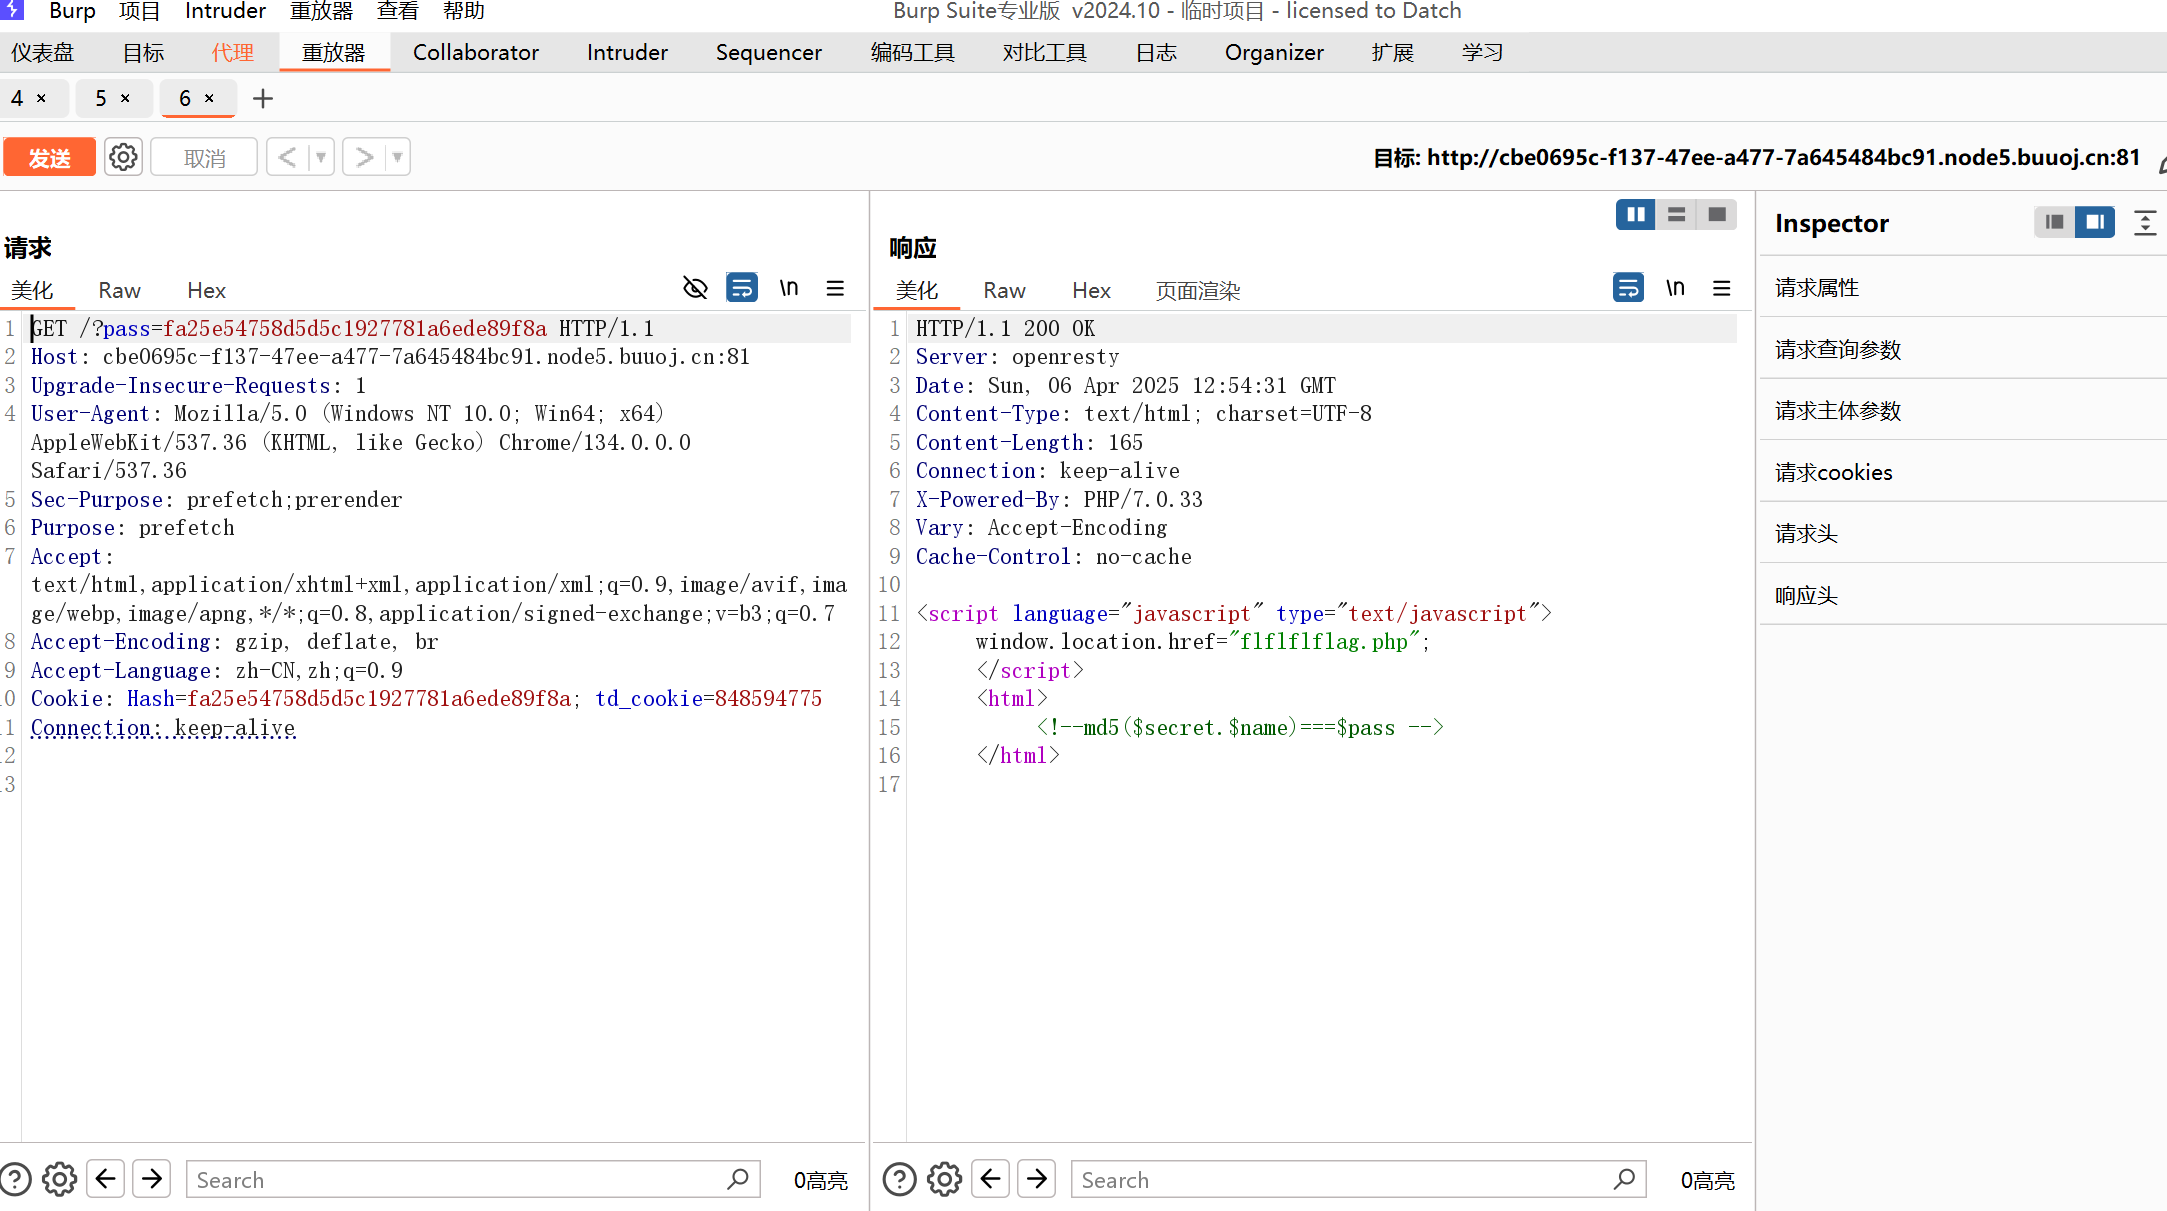 Burp 项目 Intruder 重放器 查看 帮助 Burp Suite专业版 v2024.10 - 临时项目 - licensed to Datch
仪表盘 目标 代理 重放器 Collaborator Intruder Sequencer 编码工具 对比工具 日志 Organizer 扩展 学习
4 × 5 × 6 × +
发送 取消 < > 目标: http://cbe0695c-f137-47ee-a477-7a645484bc91.node5.buuoj.cn:81
请求
美化 Raw Hex \n
1 GET /?pass=fa25e54758d5d5c1927781a6ede89f8a HTTP/1.1
2 Host: cbe0695c-f137-47ee-a477-7a645484bc91.node5.buuoj.cn:81
3 Upgrade-Insecure-Requests: 1
4 User-Agent: Mozilla/5.0 (Windows NT 10.0; Win64; x64)
AppleWebKit/537.36 (KHTML, like Gecko) Chrome/134.0.0.0
Safari/537.36
5 Sec-Purpose: prefetch;prerender
6 Purpose: prefetch
7 Accept:
text/html,application/xhtml+xml,application/xml;q=0.9,image/avif,ima
ge/webp,image/apng,*/*;q=0.8,application/signed-exchange;v=b3;q=0.7
8 Accept-Encoding: gzip, deflate, br
9 Accept-Language: zh-CN,zh;q=0.9
0 Cookie: Hash=fa25e54758d5d5c1927781a6ede89f8a; td_cookie=848594775
1 Connection: keep-alive
2
3
Search 0高亮
响应
美化 Raw Hex 页面渲染 \n
1 HTTP/1.1 200 OK
2 Server: openresty
3 Date: Sun, 06 Apr 2025 12:54:31 GMT
4 Content-Type: text/html; charset=UTF-8
5 Content-Length: 165
6 Connection: keep-alive
7 X-Powered-By: PHP/7.0.33
8 Vary: Accept-Encoding
9 Cache-Control: no-cache
10
11 <script language="javascript" type="text/javascript">
12 window.location.href="flflflflag.php";
13 </script>
14 <html>
15 <!--md5($secret.$name)===$pass -->
16 </html>
17
Search 0高亮
Inspector
请求属性
请求查询参数
请求主体参数
请求cookies
请求头
响应头